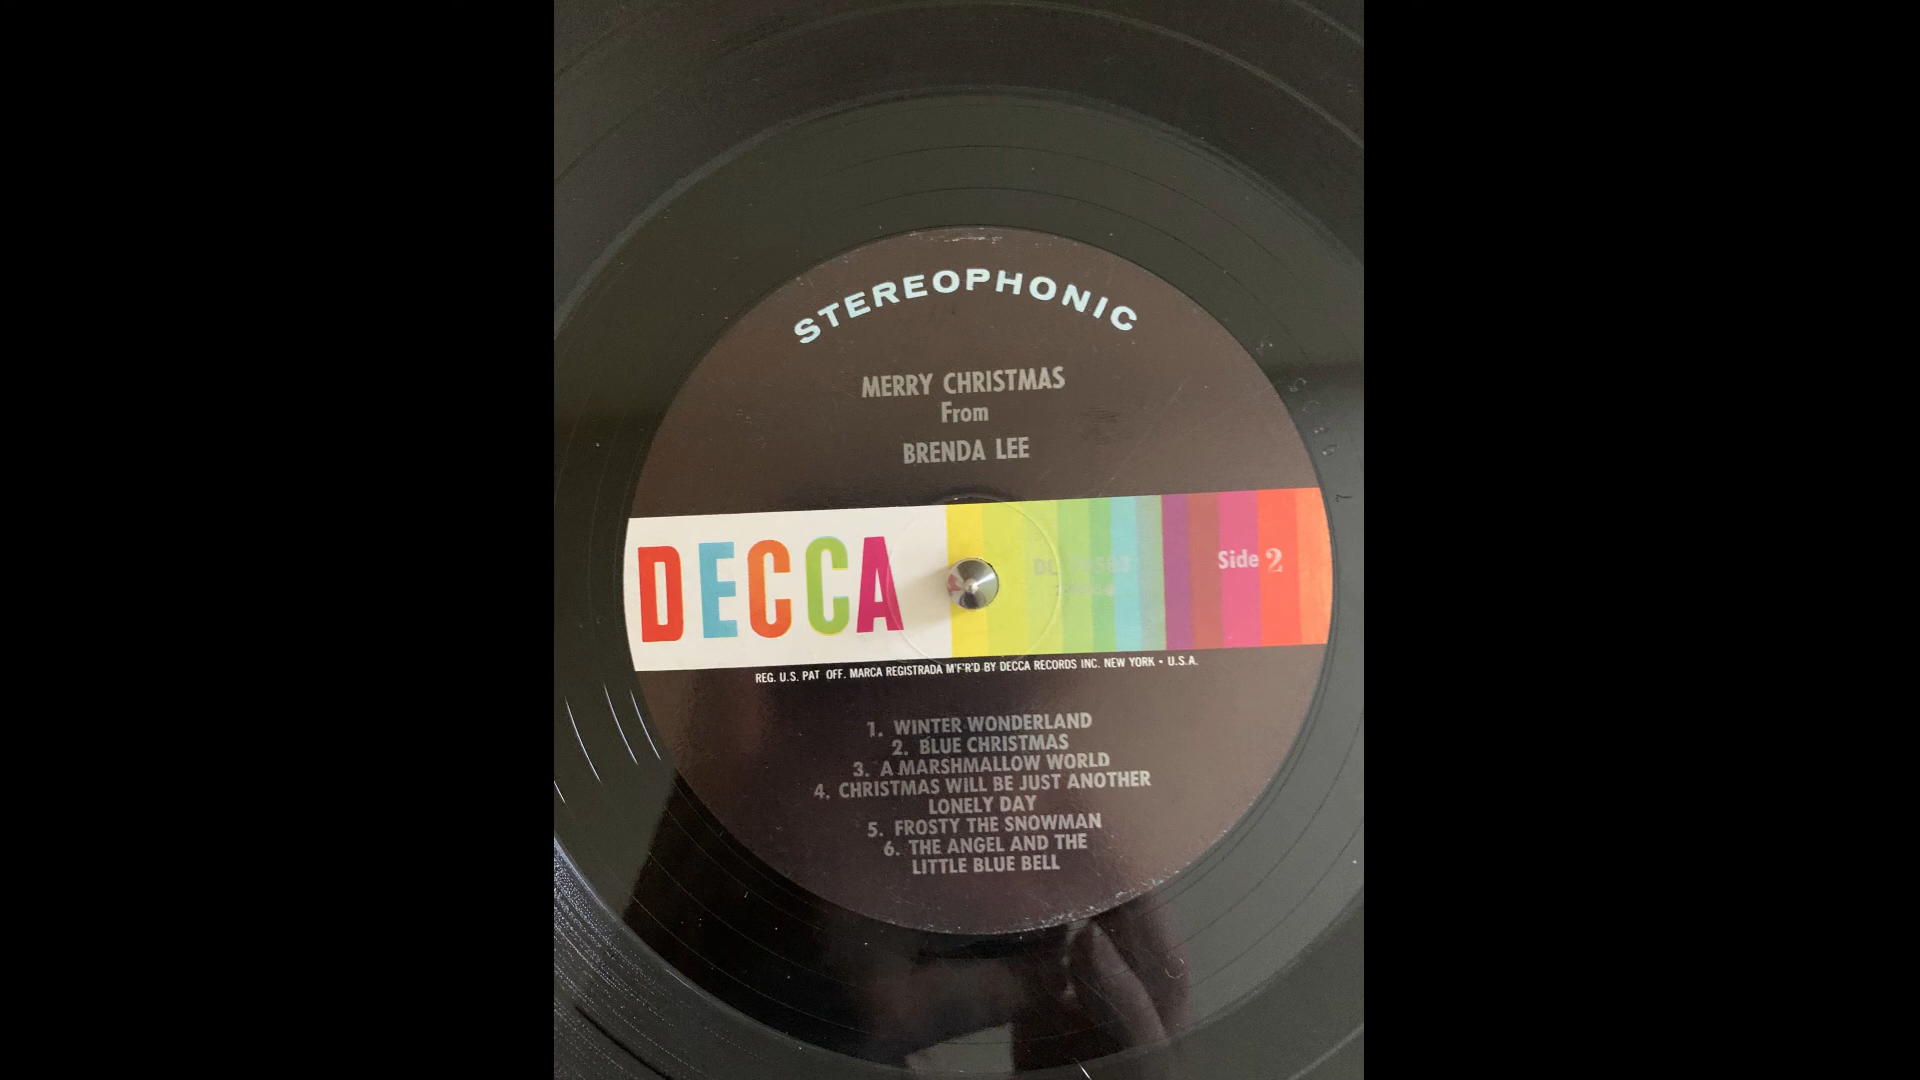 STEREOPHONIC
MERRY CHRISTMAS
From
BRENDA LEE
DECCA
DL
Side 2
REG. U.S. PAT OFF. MARCA REGISTRADA M'F'R'D BY DECCA RECORDS INC. NEW YORK • U.S.A.
1. WINTER WONDERLAND
2. BLUE CHRISTMAS
3. A MARSHMALLOW WORLD
4. CHRISTMAS WILL BE JUST ANOTHER
LONELY DAY
5. FROSTY THE SNOWMAN
6. THE ANGEL AND THE
LITTLE BLUE BELL